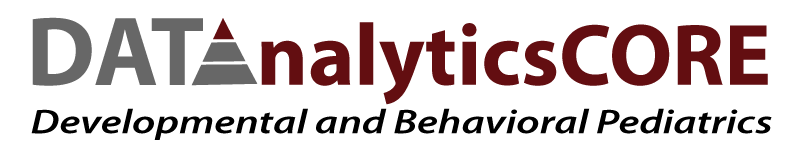 DATAnalyticsCORE
Developmental and Behavioral Pediatrics